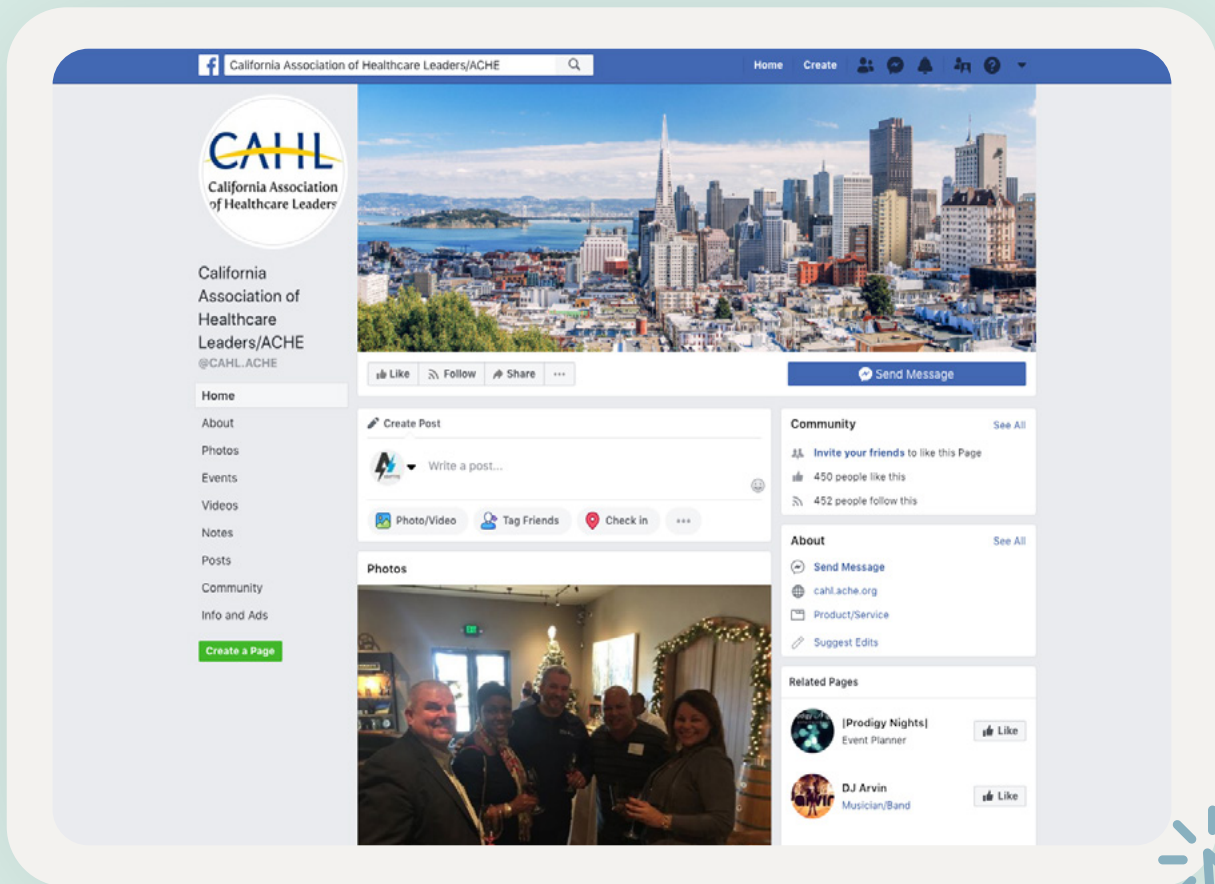 California Association of Healthcare Leaders/ACHE
Home Create
CAHL
California Association
of Healthcare Leaders
California
Association of
Healthcare
Leaders/ACHE
@CAHL.ACHE
Home
About
Photos
Events
Videos
Notes
Posts
Community
Info and Ads
Create a Page
Like Follow Share
Send Message
Create Post
Write a post...
Photo/Video Tag Friends Check in
Photos
Community See All
Invite your friends to like this Page
450 people like this
452 people follow this
About See All
Send Message
cahl.ache.org
Product/Service
Suggest Edits
Related Pages
|Prodigy Nights|
Event Planner
Like
DJ Arvin
Musician/Band
Like